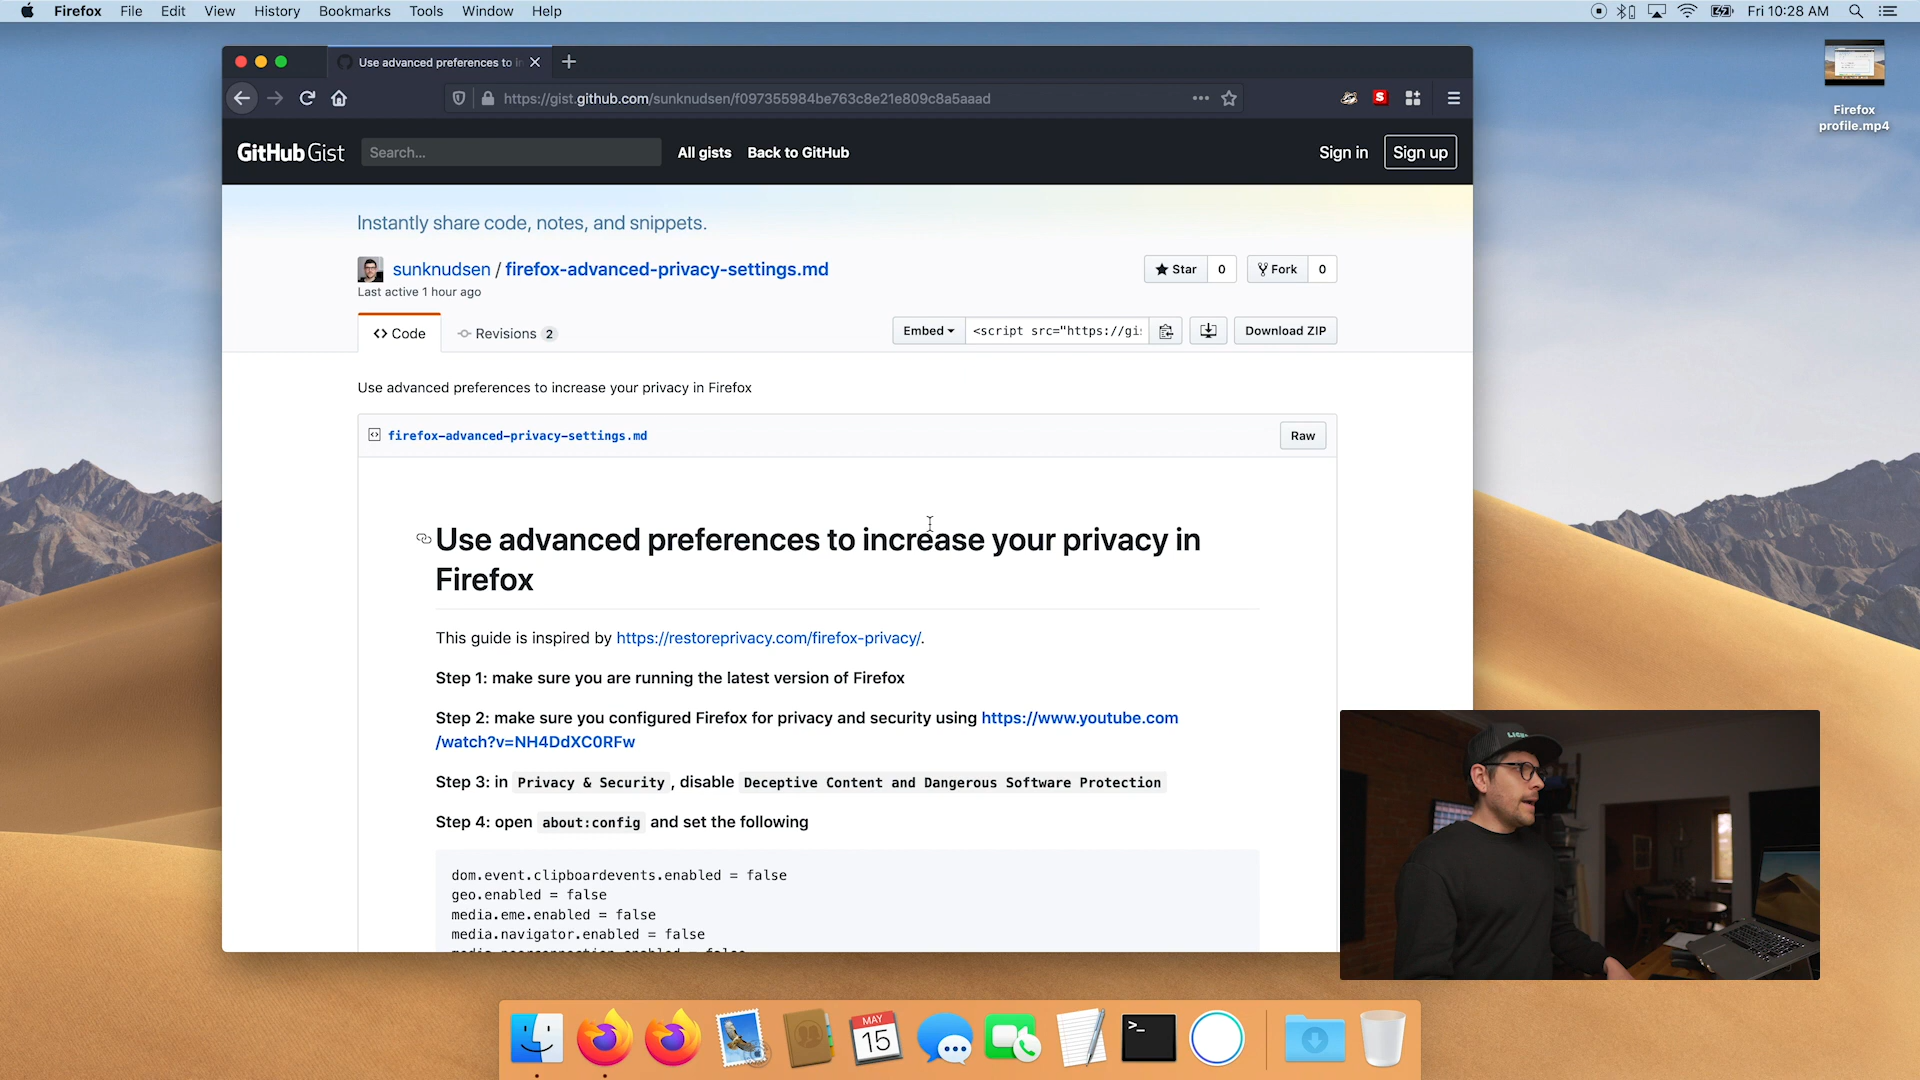 Firefox File Edit View History Bookmarks Tools Window Help
Fri 10:28 AM
Use advanced preferences to
https://gist.github.com/sunknudsen/f097355984be763c8e21e809c8a5aaad
S
Firefox
profile.mp4
GitHub Gist Search... All gists Back to GitHub Sign in Sign up
Instantly share code, notes, and snippets.
sunknudsen / firefox-advanced-privacy-settings.md
Star 0 Fork 0
Last active 1 hour ago
Code Revisions 2
Embed <script src="https://gi Download ZIP
Use advanced preferences to increase your privacy in Firefox
firefox-advanced-privacy-settings.md Raw
Use advanced preferences to increase your privacy in
Firefox
This guide is inspired by https://restoreprivacy.com/firefox-privacy/.
Step 1: make sure you are running the latest version of Firefox
Step 2: make sure you configured Firefox for privacy and security using https://www.youtube.com
/watch?v=NH4DdXC0RFw
Step 3: in Privacy & Security , disable Deceptive Content and Dangerous Software Protection
Step 4: open about:config and set the following
dom.event.clipboardevents.enabled = false
geo.enabled = false
media.eme.enabled = false
media.navigator.enabled = false
MAY
15
>_